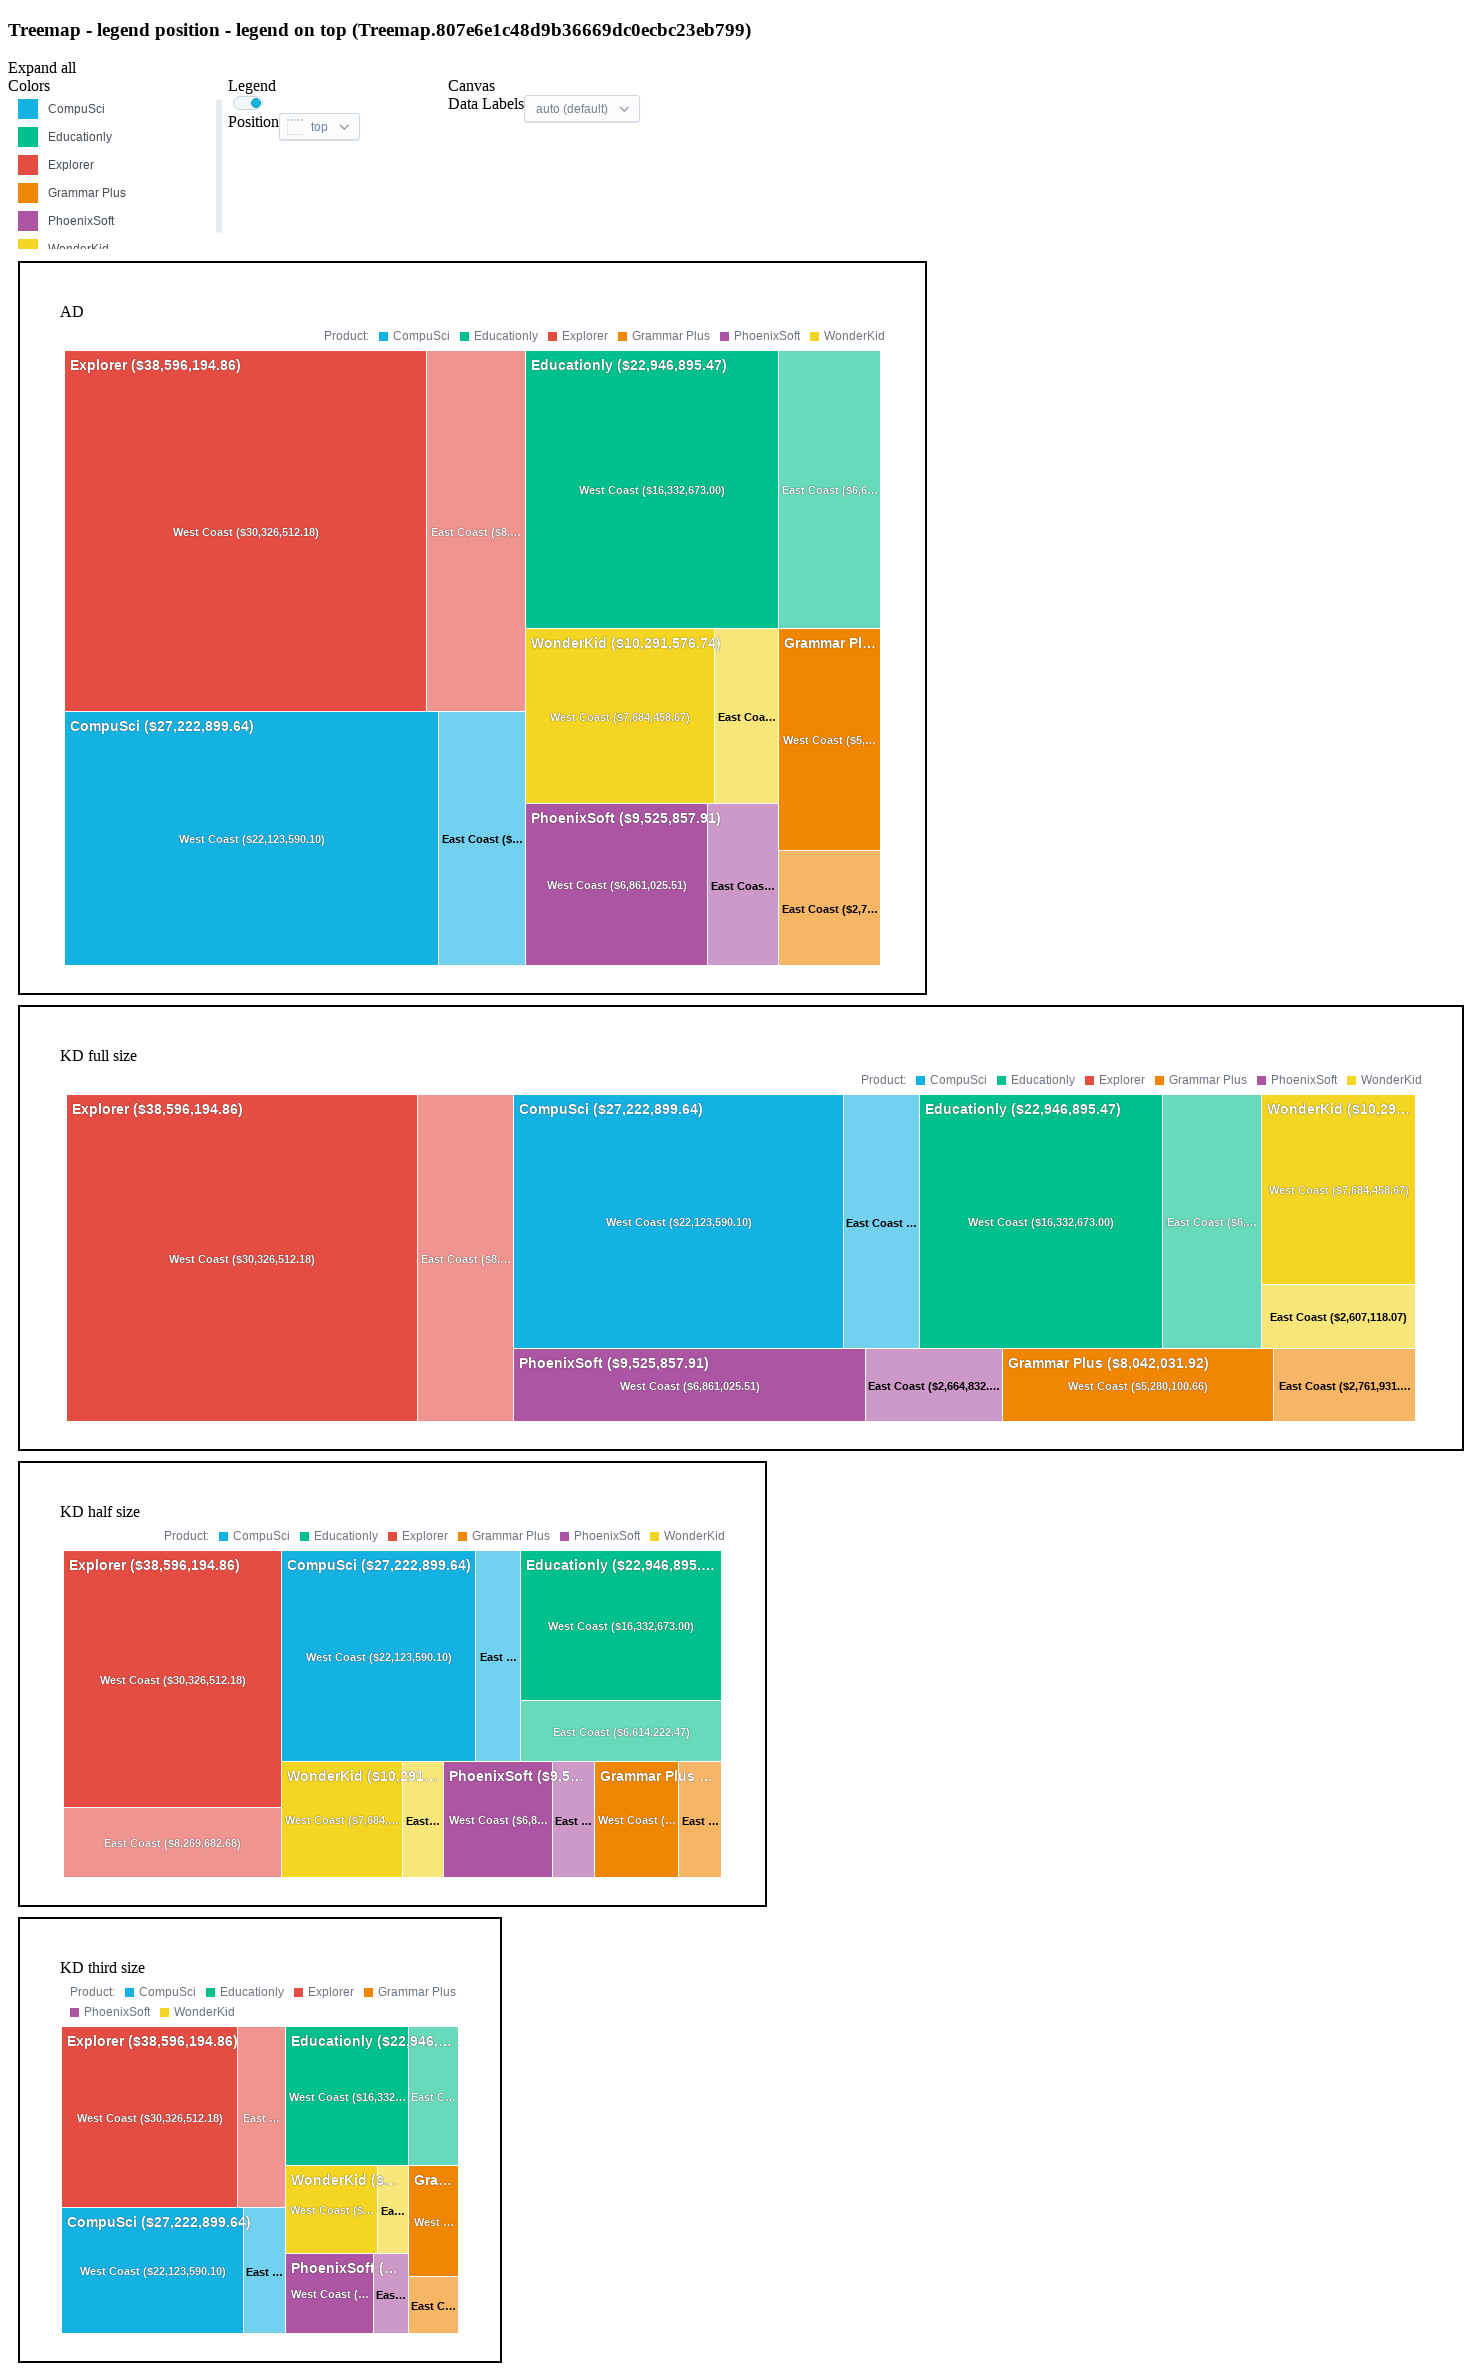 Treemap - legend position - legend on top (Treemap.807e6e1c48d9b36669dc0ecbc23eb799)
Expand all
Colors
CompuSci
Educationly
Explorer
Grammar Plus
PhoenixSoft
WonderKid
Legend
Position top
Canvas
Data Labels auto (default)
AD
Product: CompuSci Educationly Explorer Grammar Plus PhoenixSoft WonderKid
Explorer ($38,596,194.86)
West Coast ($30,326,512.18)
East Coast ($8,…
Educationly ($22,946,895.47)
West Coast ($16,332,673.00)
East Coast ($6,6…
CompuSci ($27,222,899.64)
West Coast ($22,123,590.10)
East Coast ($…
WonderKid ($10,291,576.74)
West Coast ($7,684,458.67)
East Coa…
Grammar Pl…
West Coast ($5,…
East Coast ($2,7…
PhoenixSoft ($9,525,857.91)
West Coast ($6,861,025.51)
East Coas…
KD full size
Product: CompuSci Educationly Explorer Grammar Plus PhoenixSoft WonderKid
Explorer ($38,596,194.86)
West Coast ($30,326,512.18)
East Coast ($8,…
CompuSci ($27,222,899.64)
West Coast ($22,123,590.10)
East Coast …
Educationly ($22,946,895.47)
West Coast ($16,332,673.00)
East Coast ($6,…
WonderKid ($10,29…
West Coast ($7,684,458.67)
East Coast ($2,607,118.07)
PhoenixSoft ($9,525,857.91)
West Coast ($6,861,025.51)
East Coast ($2,664,832.…
Grammar Plus ($8,042,031.92)
West Coast ($5,280,100.66)
East Coast ($2,761,931.…
KD half size
Product: CompuSci Educationly Explorer Grammar Plus PhoenixSoft WonderKid
Explorer ($38,596,194.86)
West Coast ($30,326,512.18)
East Coast ($8,269,682.68)
CompuSci ($27,222,899.64)
West Coast ($22,123,590.10)
East …
Educationly ($22,946,895.…
West Coast ($16,332,673.00)
East Coast ($6,614,222.47)
WonderKid ($10,291…
West Coast ($7,684,…
East…
PhoenixSoft ($9,5…
West Coast ($6,8…
East …
Grammar Plus …
West Coast (…
East …
KD third size
Product: CompuSci Educationly Explorer Grammar Plus
PhoenixSoft WonderKid
Explorer ($38,596,194.86)
West Coast ($30,326,512.18)
East …
Educationly ($22,946,…
West Coast ($16,332…
East C…
CompuSci ($27,222,899.64)
West Coast ($22,123,590.10)
East …
WonderKid ($…
West Coast ($…
Ea…
Gra…
West …
East C…
PhoenixSoft (…
West Coast (…
Eas…